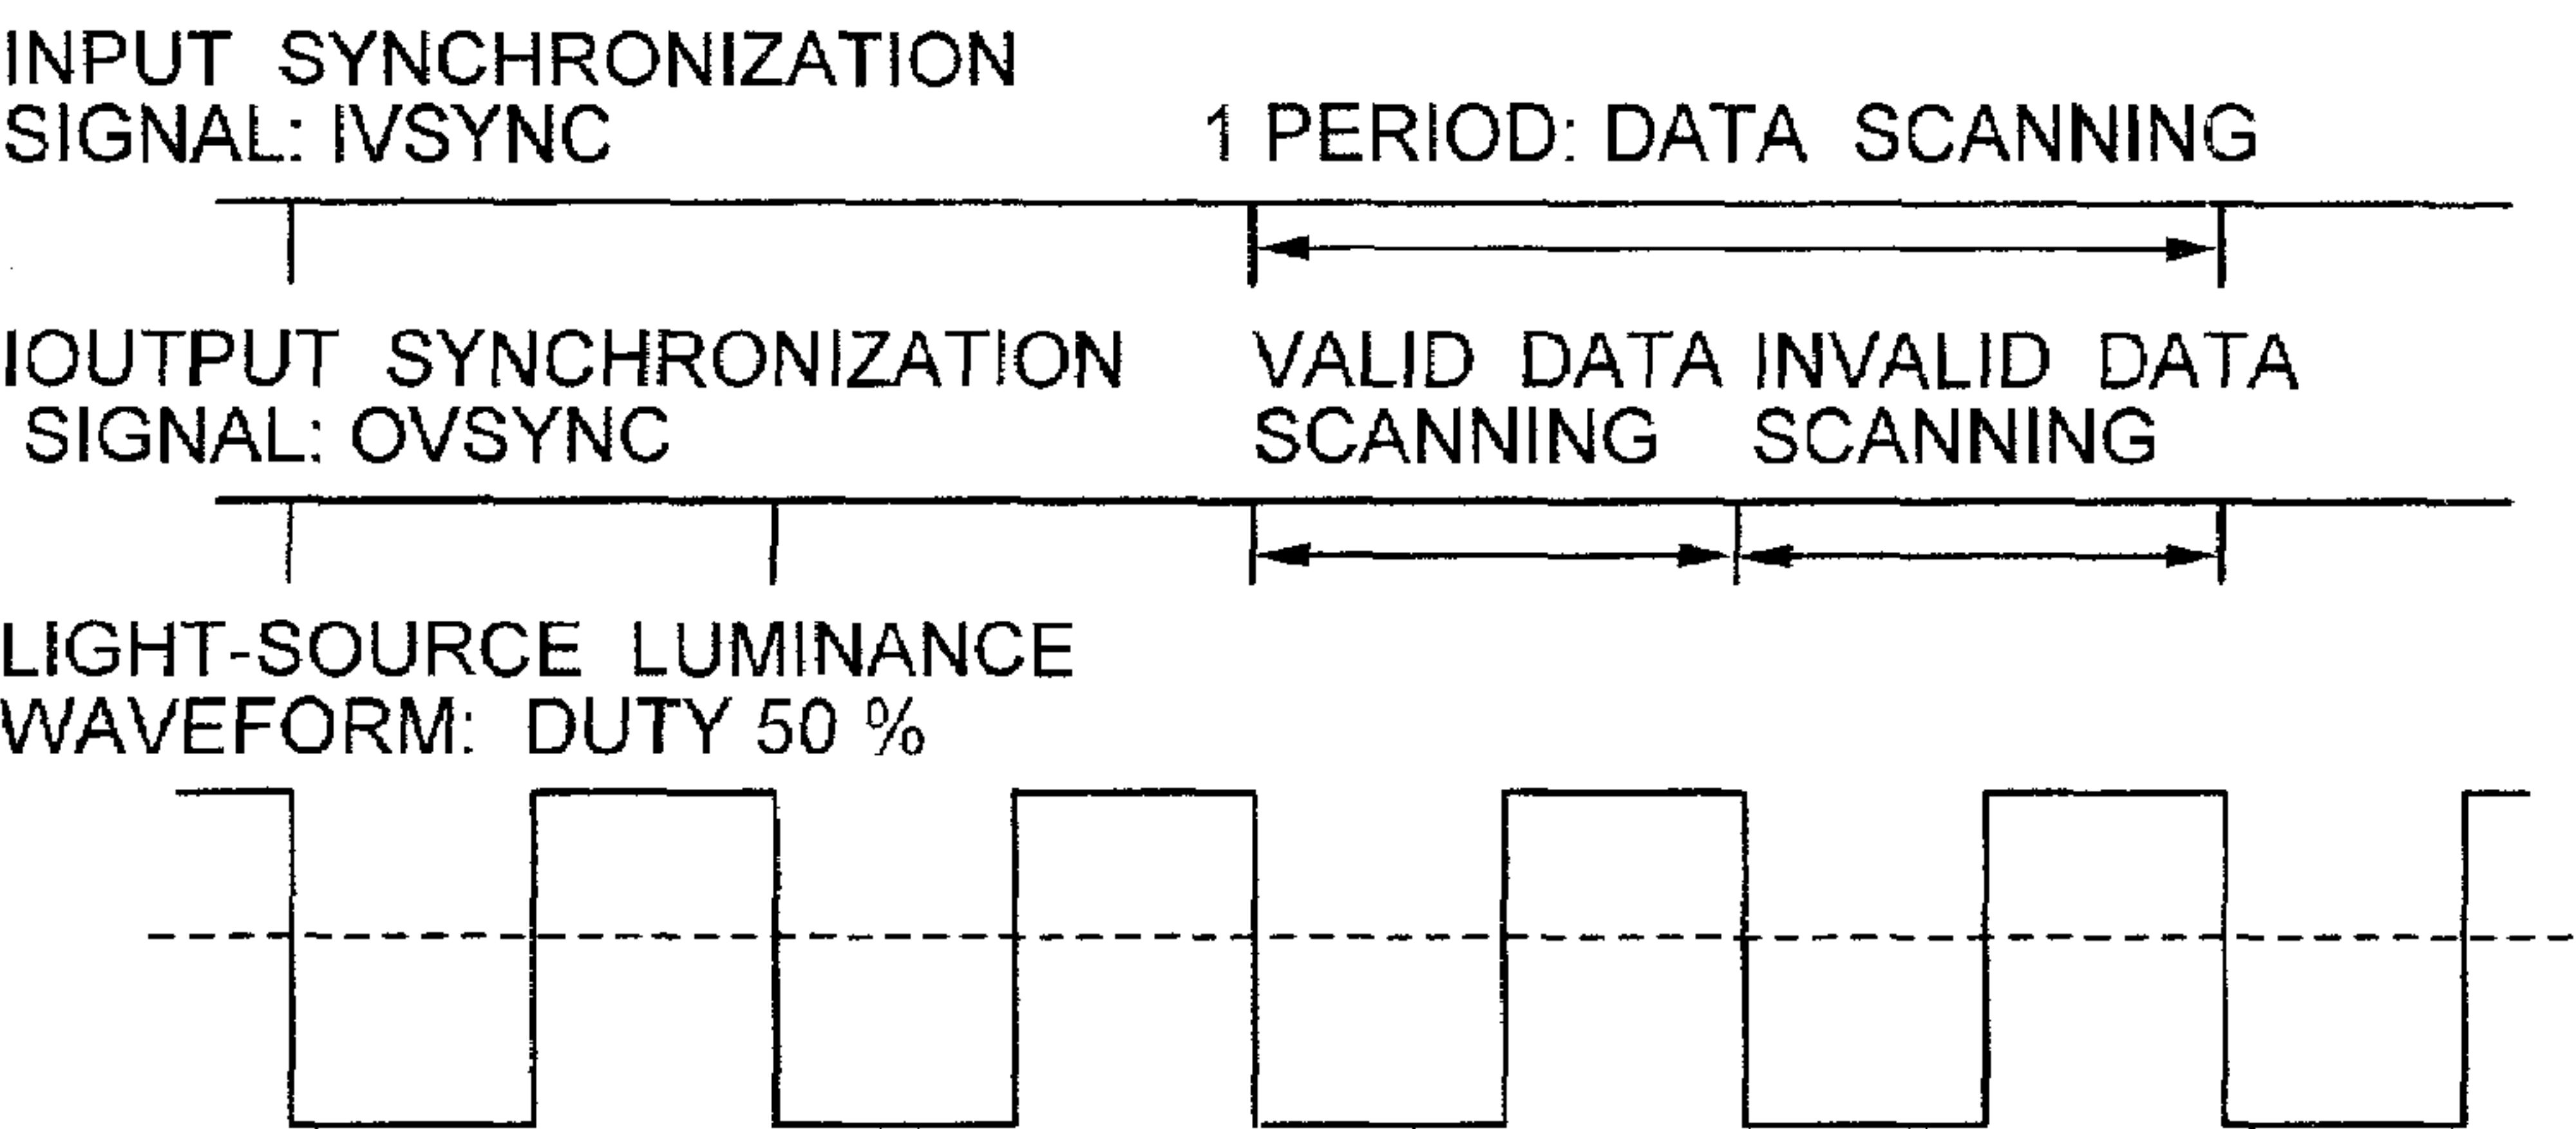 INPUT SYNCHRONIZATION
SIGNAL: IVSYNC
1 PERIOD: DATA SCANNING
IOUTPUT SYNCHRONIZATION
SIGNAL: OVSYNC
VALID DATA
SCANNING
INVALID DATA
SCANNING
LIGHT-SOURCE LUMINANCE
WAVEFORM: DUTY 50 %